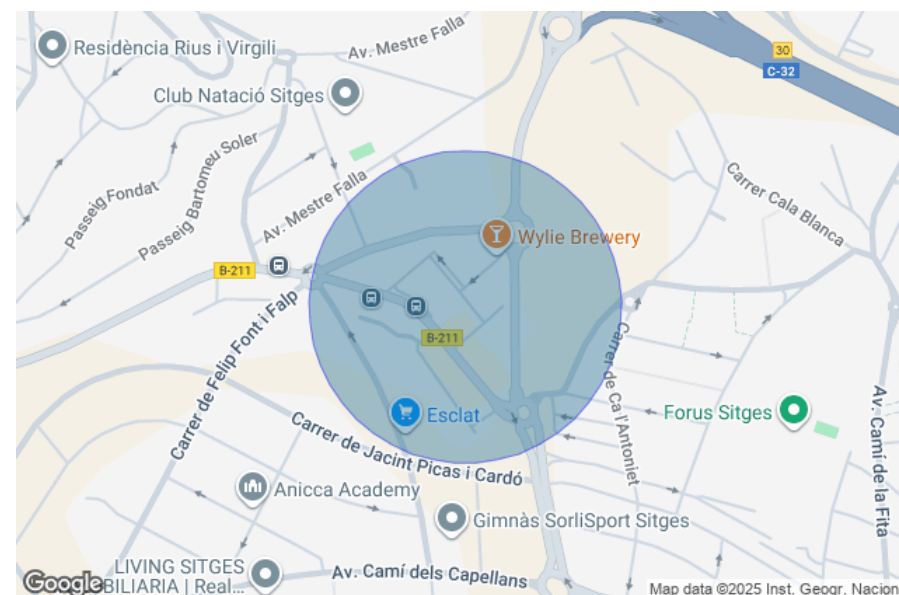 Av. Mestre Falla
Residència Rius i Virgili
30
C-32
Club Natació Sitges
Passeig Bartomeu Soler
Passeig Fondat
Av. Mestre Falla
Carrer Cala Blanca
Wylie Brewery
B-211
Carrer de Felip Font i Falp
B-211
Carrer de Ca l'Antoniet
Esclat
Forus Sitges
Av. Camí de la Fita
Carrer de Jacint Picas i Cardó
Anicca Academy
Gimnàs SorliSport Sitges
LIVING SITGES
BILIARIA | Real...
Av. Camí dels Capellans
Google
Map data ©2025 Inst. Geogr. Nacion